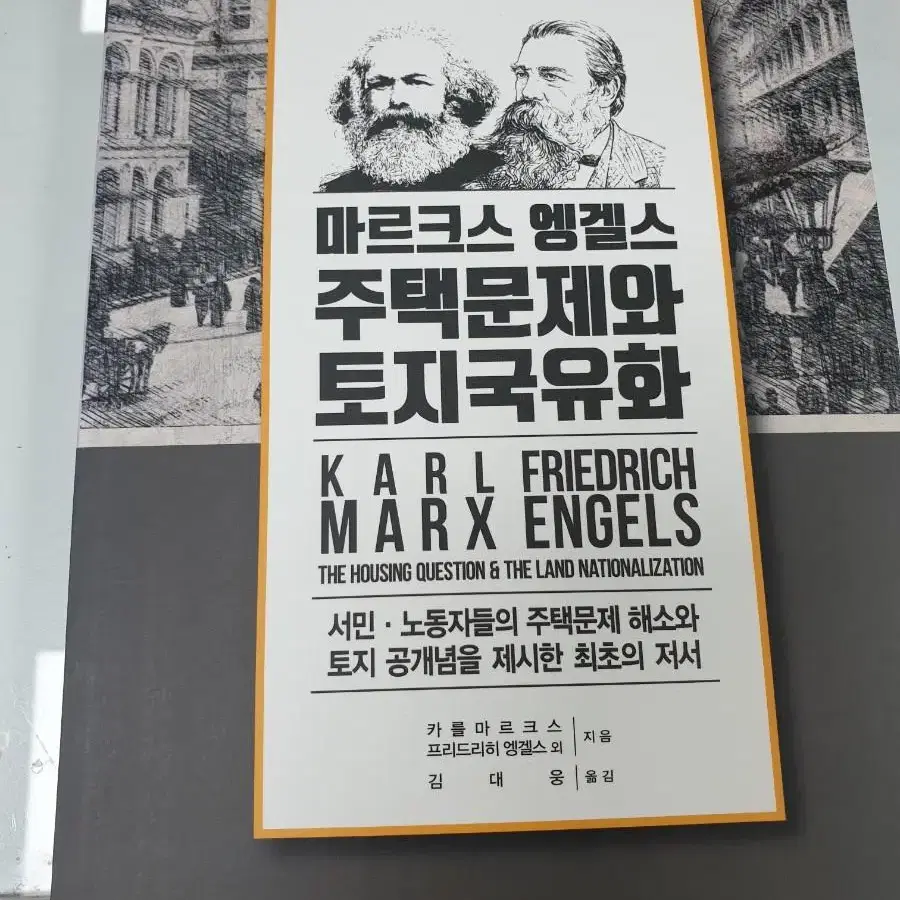 마르크스 엥겔스
주택문제와
토지국유화
KARL FRIEDRICH
MARX ENGELS
THE HOUSING QUESTION & THE LAND NATIONALIZATION
서민 · 노동자들의 주택문제 해소와
토지 공개념을 제시한 최초의 저서
카를마르크스
프리드리히 엥겔스 외
지음
김대웅
옮김